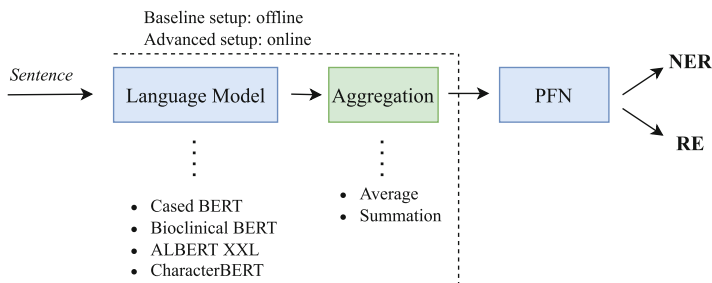 Baseline setup: offline
Advanced setup: online
Sentence
Language Model
Aggregation
PFN
NER
RE
• Cased BERT
• Bioclinical BERT
• ALBERT XXL
• CharacterBERT
• Average
• Summation